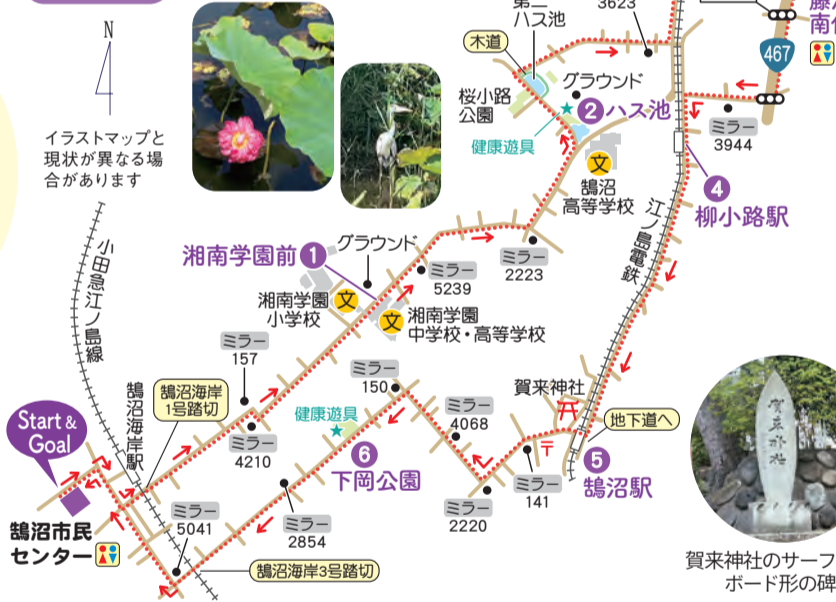 N
イラストマップと
現状が異なる場
合があります
第二
ハス池
3623
467
木道
グラウンド
桜小路
公園
② ハス池
健康遊具
ミラー
3944
文
鵠沼
高等学校
④
柳小路駅
江ノ島電鉄
小田急江ノ島線
湘南学園前 ①
グラウンド
ミラー
2223
ミラー
5239
湘南学園
小学校
文
文
湘南学園
中学校・高等学校
ミラー
157
ミラー
150
賀来神社
鵠沼海岸
1号踏切
鵠沼海岸駅
健康遊具
ミラー
4068
地下道へ
Start &
Goal
ミラー
4210
⑥
下岡公園
〒
⑤
鵠沼駅
ミラー
141
ミラー
2220
鵠沼市民
センター
ミラー
5041
ミラー
2854
鵠沼海岸3号踏切
賀来神社
賀来神社のサーフ
ボード形の碑